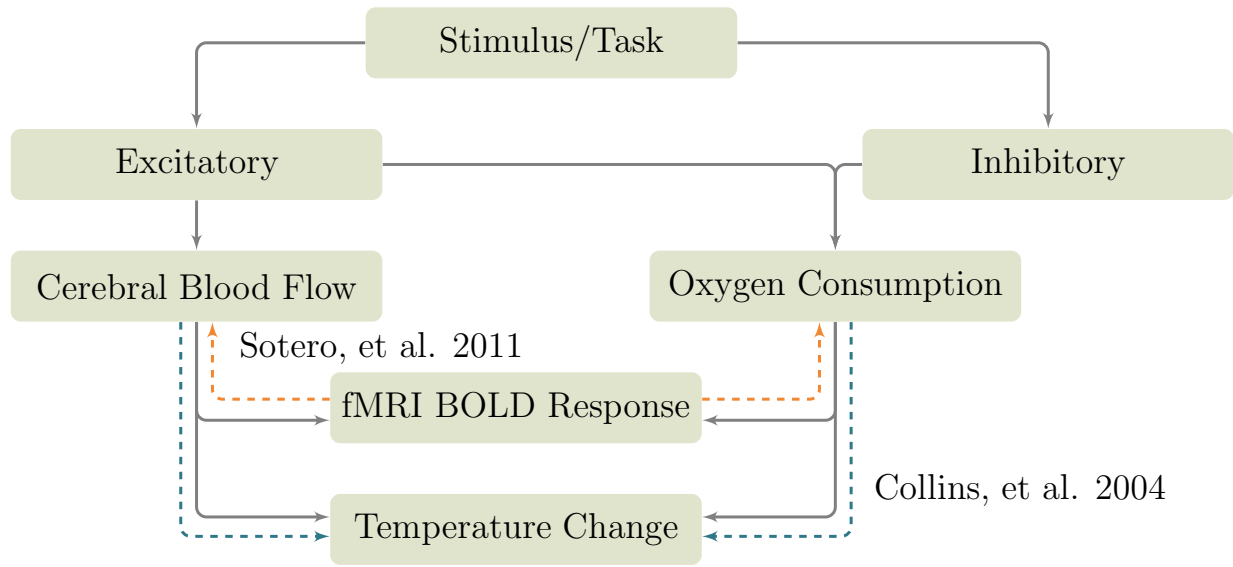 Stimulus/Task
Excitatory
Inhibitory
Cerebral Blood Flow
Oxygen Consumption
Sotero, et al. 2011
fMRI BOLD Response
Collins, et al. 2004
Temperature Change